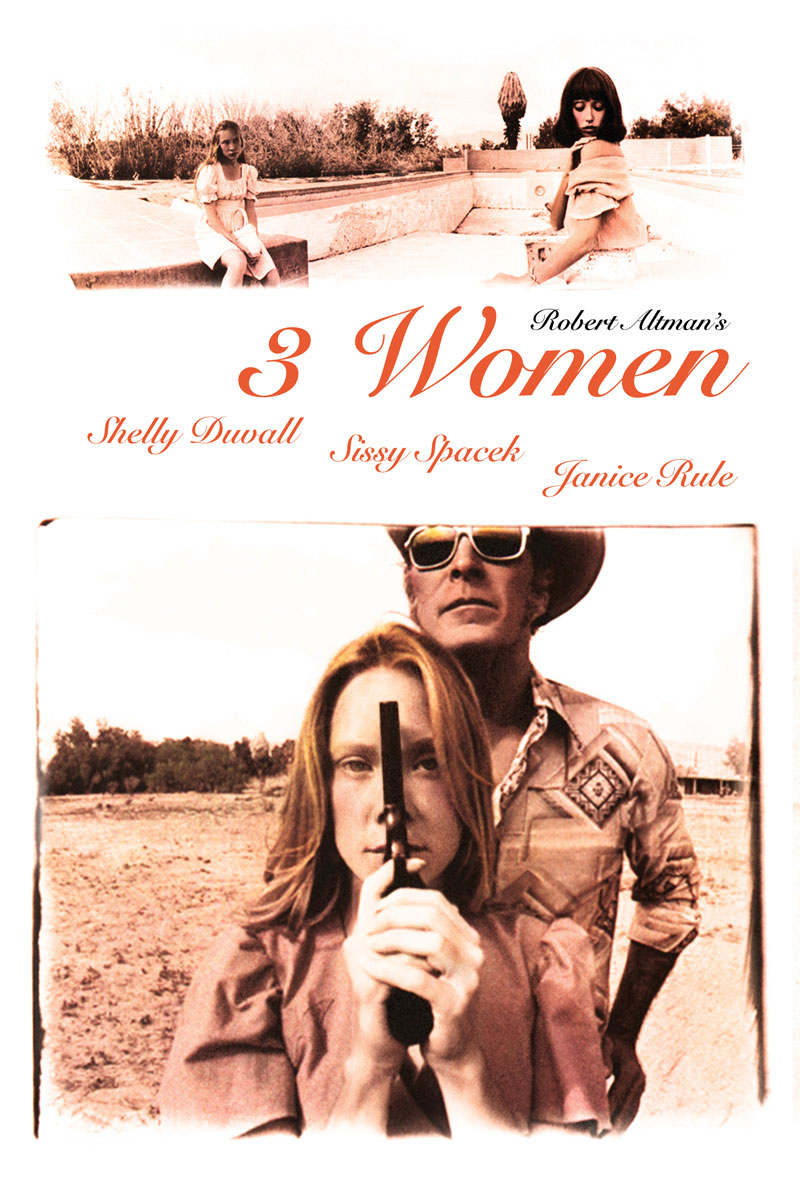 Robert Altman's
3 Women
Shelly Duvall
Sissy Spacek
Janice Rule